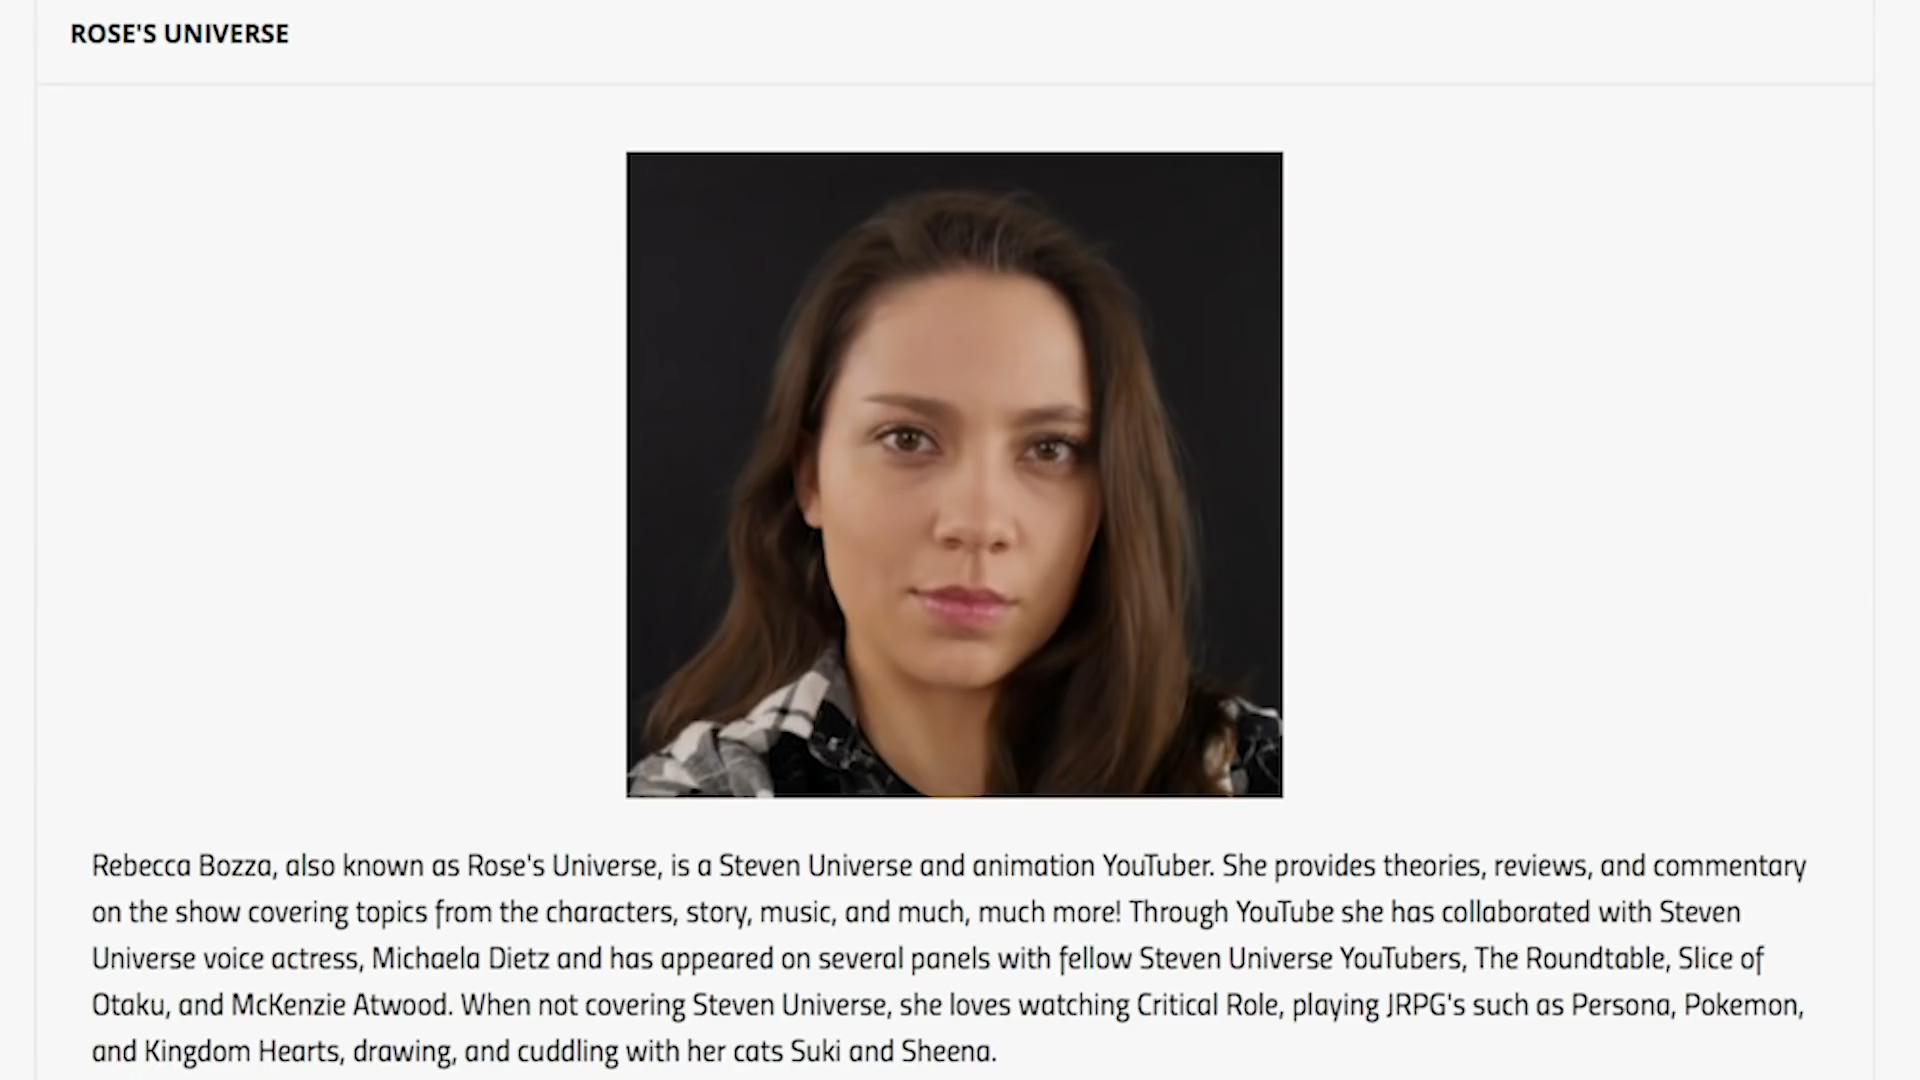 ROSE'S UNIVERSE
Rebecca Bozza, also known as Rose's Universe, is a Steven Universe and animation YouTuber. She provides theories, reviews, and commentary
on the show covering topics from the characters, story, music, and much, much more! Through YouTube she has collaborated with Steven
Universe voice actress, Michaela Dietz and has appeared on several panels with fellow Steven Universe YouTubers, The Roundtable, Slice of
Otaku, and McKenzie Atwood. When not covering Steven Universe, she loves watching Critical Role, playing JRPG's such as Persona, Pokemon,
and Kingdom Hearts, drawing, and cuddling with her cats Suki and Sheena.